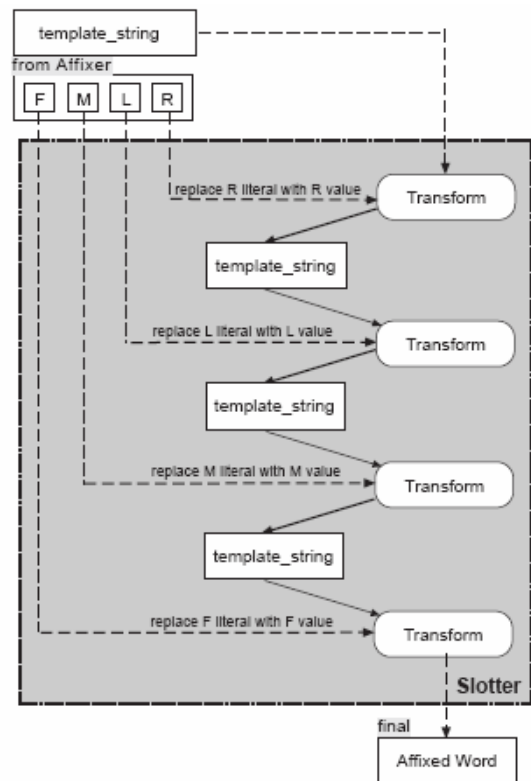 template_string
from Affixer
F M L R
replace R literal with R value
Transform
template_string
replace L literal with L value
Transform
template_string
replace M literal with M value
Transform
template_string
replace F literal with F value
Transform
Slotter
final
Affixed Word